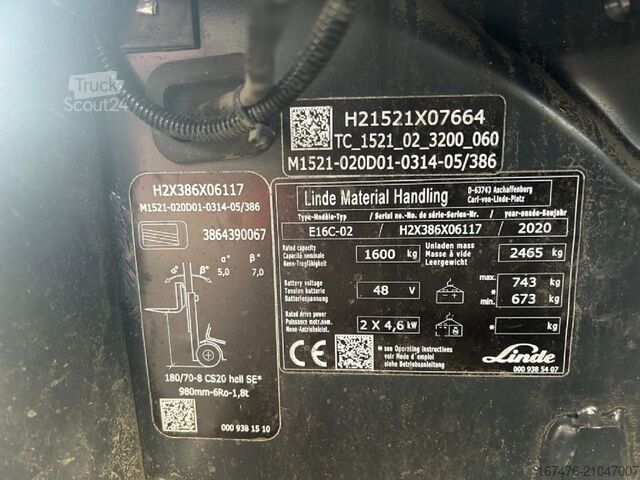 Truck
Scout24
H21521X07664
TC_1521_02_3200_060
M1521-020D01-0314-05/386
H2X386X06117
M1521-020D01-0314-05/386
3864390067
α° β°
5,0 7,0
α° β°
180/70-8 CS20 hell SE*
980mm-6Ro-1,8t
000 938 15 10
Linde Material Handling
D-63743 Aschaffenburg
Carl-von-Linde-Platz
Type-Modèle-Typ / Serial no.-No. de série-Serien-Nr. / year-année-Baujahr
E16C-02 / H2X386X06117 / 2020
Rated capacity
Capacité nominale
Nenn-Tragfähigkeit
1600 kg
Unladen mass
Masse à vide
Leergewicht
2465 kg
Battery voltage
Tension batterie
Batteriespannung
48 V
max. 743 kg
*
min. 673 kg
Rated drive power
Puissance motr.nom.
Nenn-Antriebsleist.
2 X 4,6 kW
* kg
CE
* see Operating instructions
voir Mode d'emploi
siehe Betriebsanleitung
Linde
000 938 54 07
167476-21047007